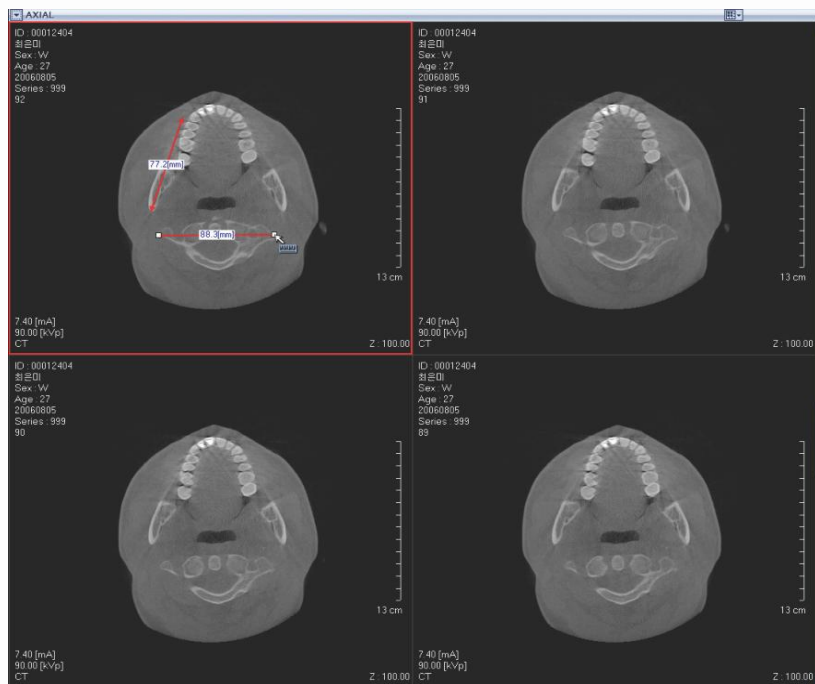 AXIAL
ID : 00012404
최은미
Sex : W
Age : 27
20060805
Series : 999
92
77.2[mm]
88.3[mm]
13 cm
7.40 [mA]
90.00 [kVp]
CT
Z : 100.00
ID : 00012404
최은미
Sex : W
Age : 27
20060805
Series : 999
91
13 cm
7.40 [mA]
90.00 [kVp]
CT
Z : 100.00
ID : 00012404
최은미
Sex : W
Age : 27
20060805
Series : 999
90
13 cm
7.40 [mA]
90.00 [kVp]
CT
Z : 100.00
ID : 00012404
최은미
Sex : W
Age : 27
20060805
Series : 999
89
13 cm
7.40 [mA]
90.00 [kVp]
CT
Z : 100.00